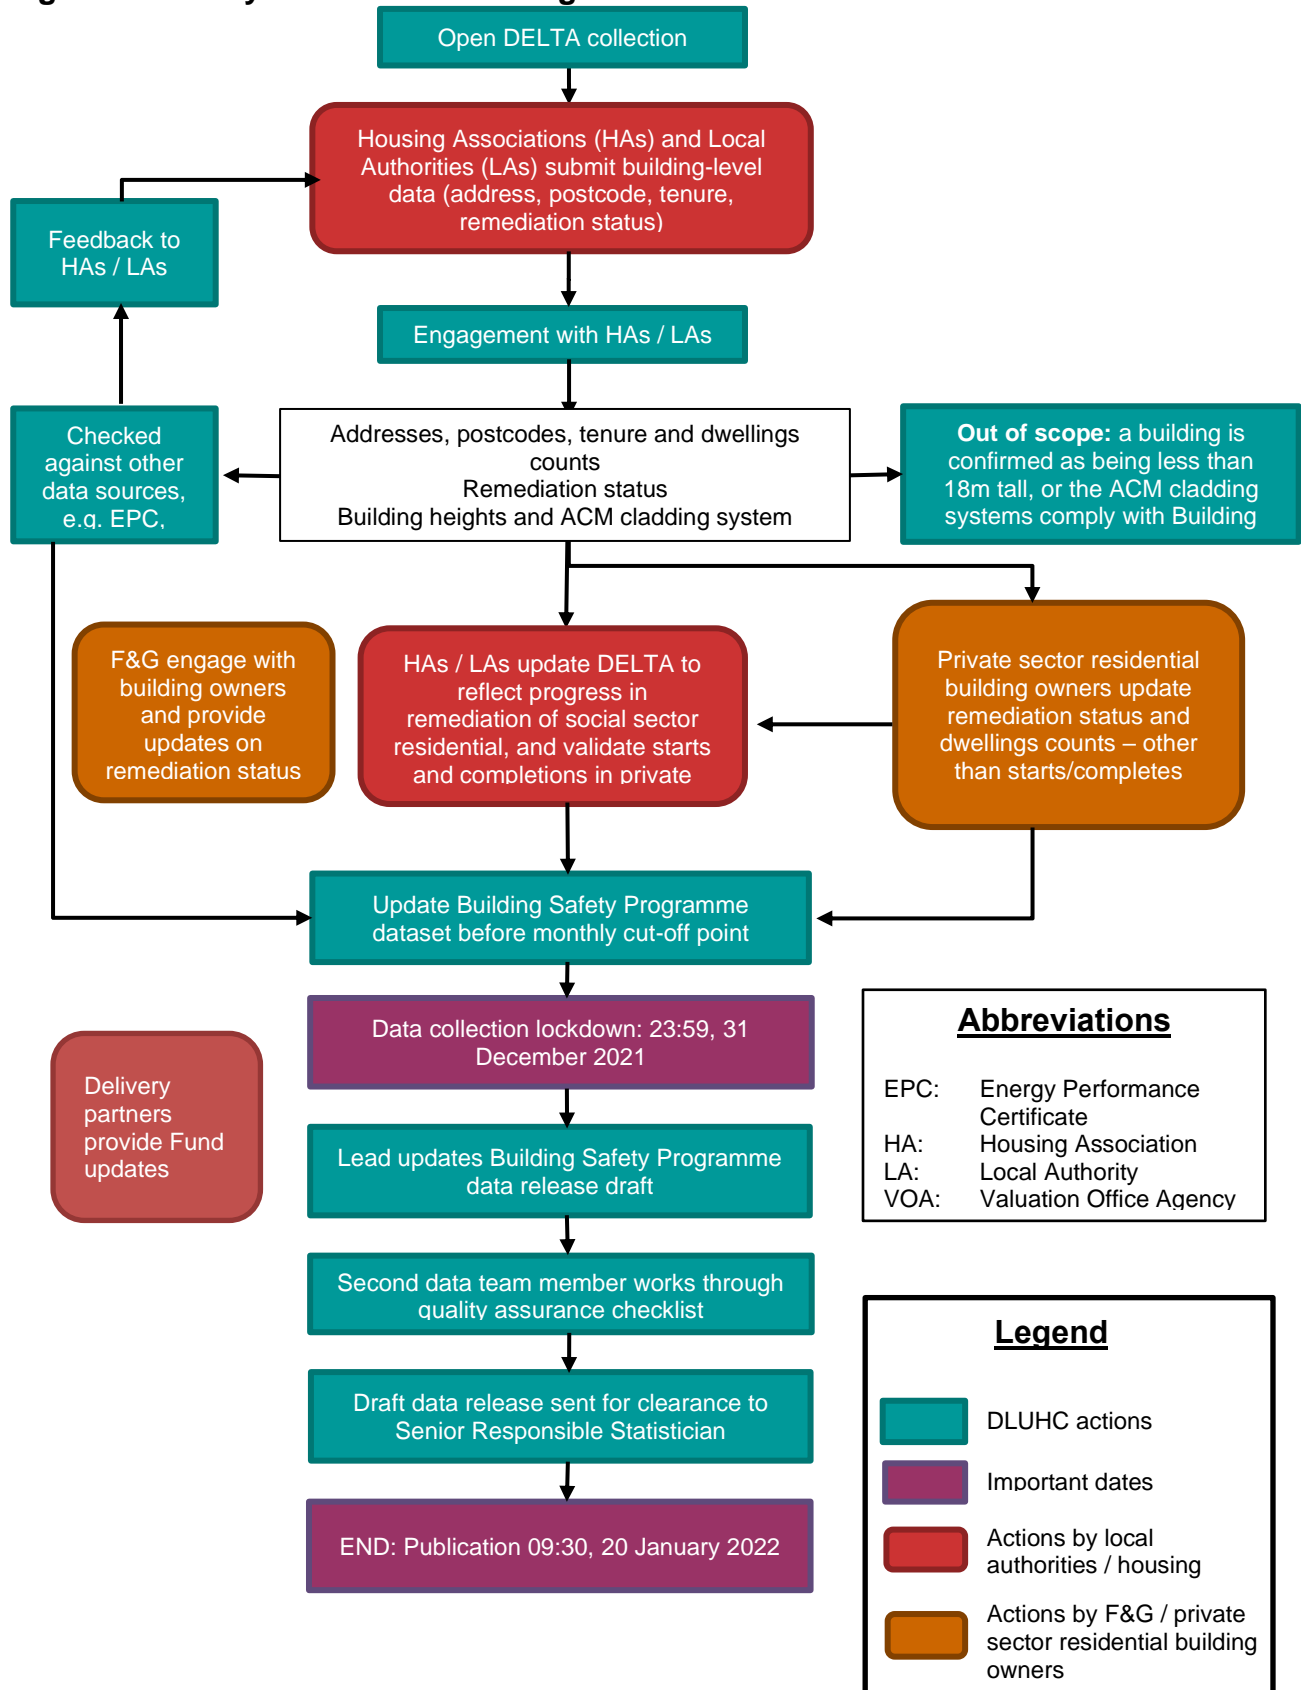 Open DELTA collection
Housing Associations (HAs) and Local
Authorities (LAs) submit building-level
data (address, postcode, tenure,
remediation status)
Feedback to
HAs / LAs
Engagement with HAs / LAs
Checked
against other
data sources,
e.g. EPC,
Addresses, postcodes, tenure and dwellings
counts
Remediation status
Building heights and ACM cladding system
Out of scope: a building is
confirmed as being less than
18m tall, or the ACM cladding
systems comply with Building
F&G engage with
building owners
and provide
updates on
remediation status
HAs / LAs update DELTA to
reflect progress in
remediation of social sector
residential, and validate starts
and completions in private
Private sector residential
building owners update
remediation status and
dwellings counts – other
than starts/completes
Update Building Safety Programme
dataset before monthly cut-off point
Data collection lockdown: 23:59, 31
December 2021
Delivery
partners
provide Fund
updates
Lead updates Building Safety Programme
data release draft
Second data team member works through
quality assurance checklist
Draft data release sent for clearance to
Senior Responsible Statistician
END: Publication 09:30, 20 January 2022
Abbreviations
EPC: Energy Performance
Certificate
HA: Housing Association
LA: Local Authority
VOA: Valuation Office Agency
Legend
DLUHC actions
Important dates
Actions by local
authorities / housing
Actions by F&G / private
sector residential building
owners